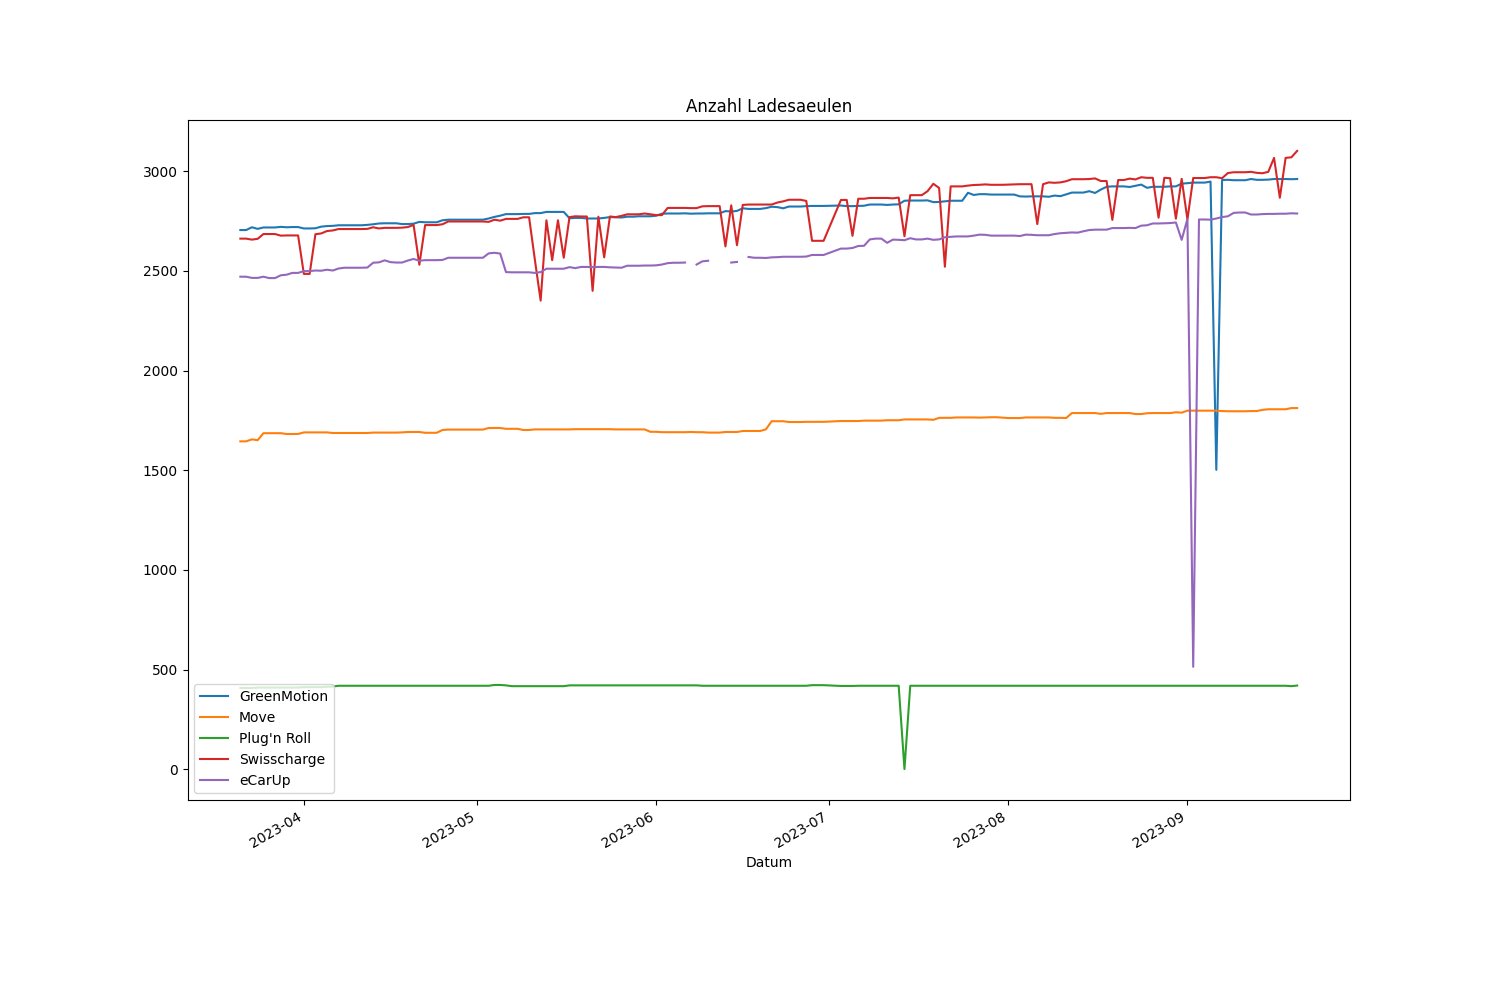 Anzahl Ladesaeulen
3000
2500
2000
1500
1000
500
0
GreenMotion
Move
Plug'n Roll
Swisscharge
eCarUp
2023-04
2023-05
2023-06
2023-07
2023-08
2023-09
Datum